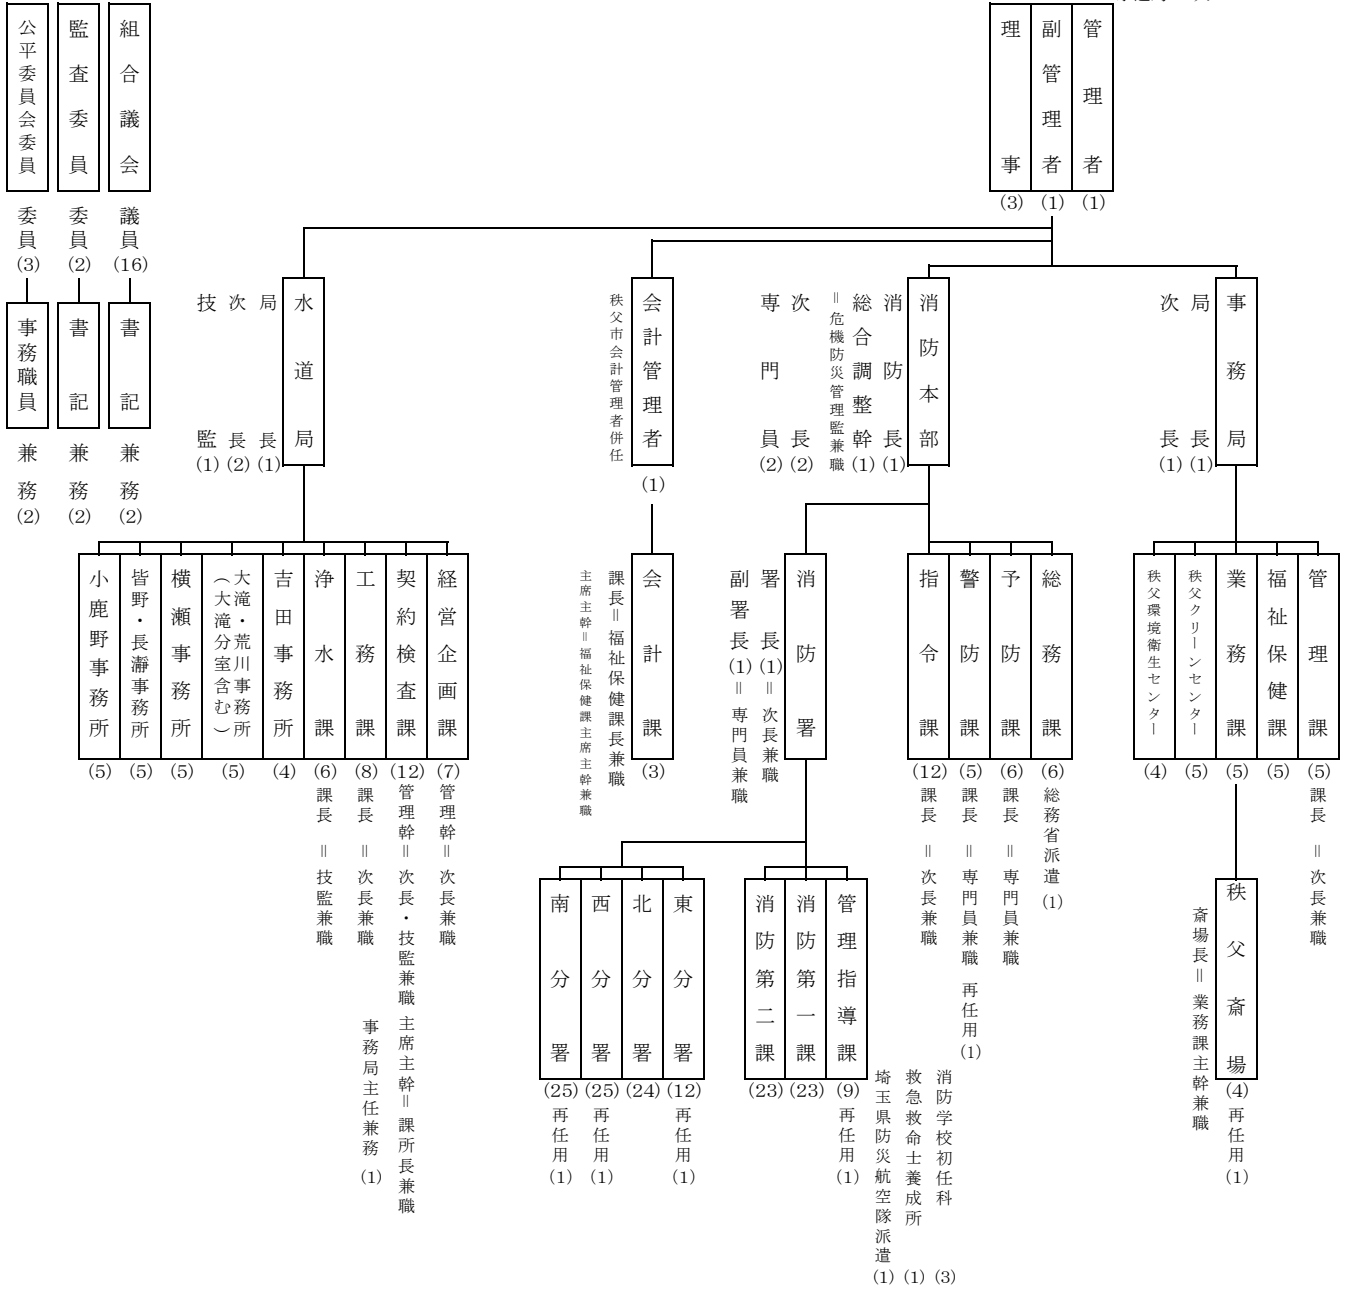 管理者
(1)
副管理者
(1)
理事
(3)
組合議会
議員
(16)
書記
兼務
(2)
監査委員
委員
(2)
書記
兼務
(2)
公平委員会委員
委員
(3)
事務職員
兼務
(2)
事務局
局長
(1)
次長
(1)
消防本部
消防長
(1)
総合調整幹
(1)
＝危機防災管理監兼職
次長
(2)
専門員
(2)
会計管理者
(1)
秩父市会計管理者併任
水道局
局長
(1)
次長
(2)
技監
(1)
管理課
(5)
課長＝次長兼職
福祉保健課
(5)
業務課
(5)
秩父クリーンセンター
(5)
秩父環境衛生センター
(4)
秩父斎場
(4)
再任用
(1)
斎場長＝業務課主幹兼職
総務課
(6)
総務省派遣
(1)
予防課
(6)
課長＝専門員兼職
警防課
(5)
課長＝専門員兼職 再任用
(1)
指令課
(12)
課長＝次長兼職
消防署
署長(1)＝次長兼職
副署長(1)＝専門員兼職
会計課
(3)
課長＝福祉保健課長兼職
主席主幹＝福祉保健課主席主幹兼職
経営企画課
(7)
管理幹＝次長兼職
契約検査課
(12)
管理幹＝次長・技監兼職 主席主幹＝課所長兼職
事務局主任兼務
(1)
工務課
(8)
課長＝次長兼職
浄水課
(6)
課長＝技監兼職
吉田事務所
(4)
大滝・荒川事務所
（大滝分室含む）
(5)
横瀬事務所
(5)
皆野・長瀞事務所
(5)
小鹿野事務所
(5)
管理指導課
(9)
再任用
(1)
消防学校初任科
(3)
救急救命士養成所
(1)
埼玉県防災航空隊派遣
(1)
消防第一課
(23)
消防第二課
(23)
東分署
(12)
再任用
(1)
北分署
(24)
西分署
(25)
再任用
(1)
南分署
(25)
再任用
(1)